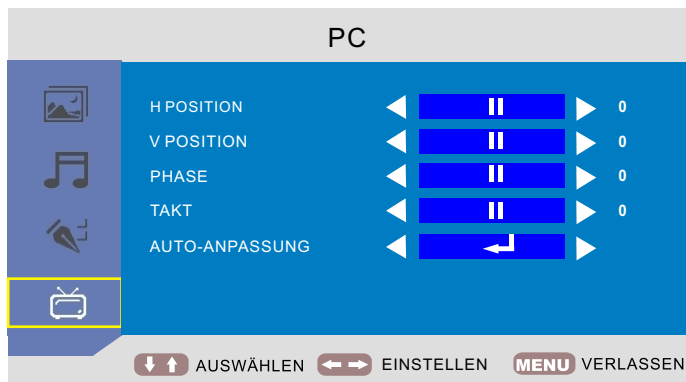 PC
H POSITION 0
V POSITION 0
PHASE 0
TAKT 0
AUTO-ANPASSUNG
AUSWÄHLEN EINSTELLEN MENU VERLASSEN